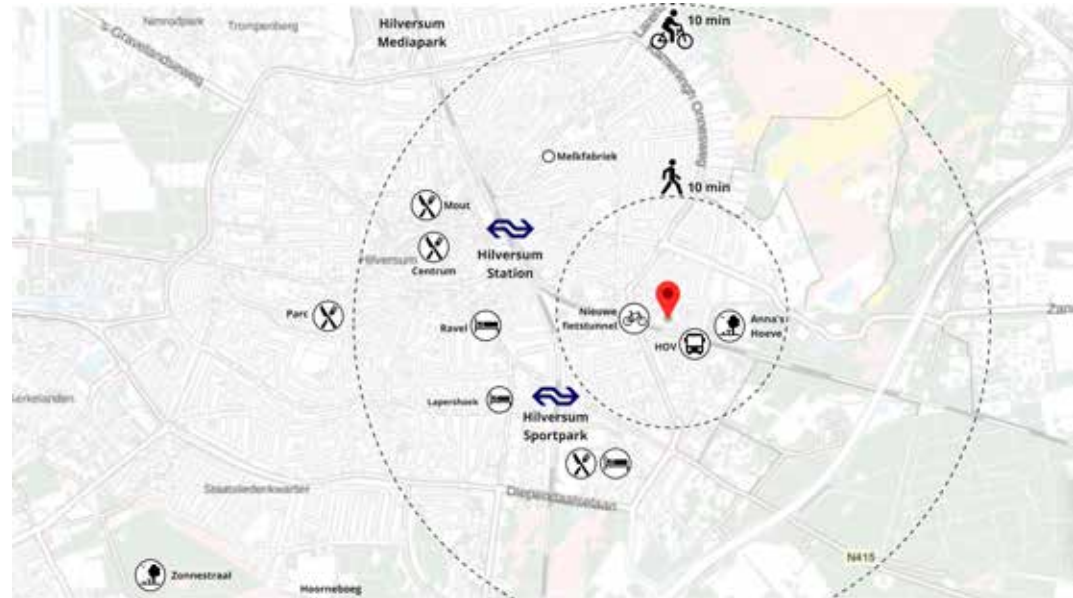 Nimrodpark
Trompenberg
Hilversum
Mediapark
10 min
's-Gravelandseweg
Melkfabriek
10 min
Mout
Hilversum
Centrum
Hilversum
Station
Parc
Ravel
Nieuwe
fietstunnel
HOV
Anna's
Hoeve
Lapershoek
Hilversum
Sportpark
Staatsliedenkwarter
Diependaalselaan
N415
Zonnestraal
Hoorneboeg